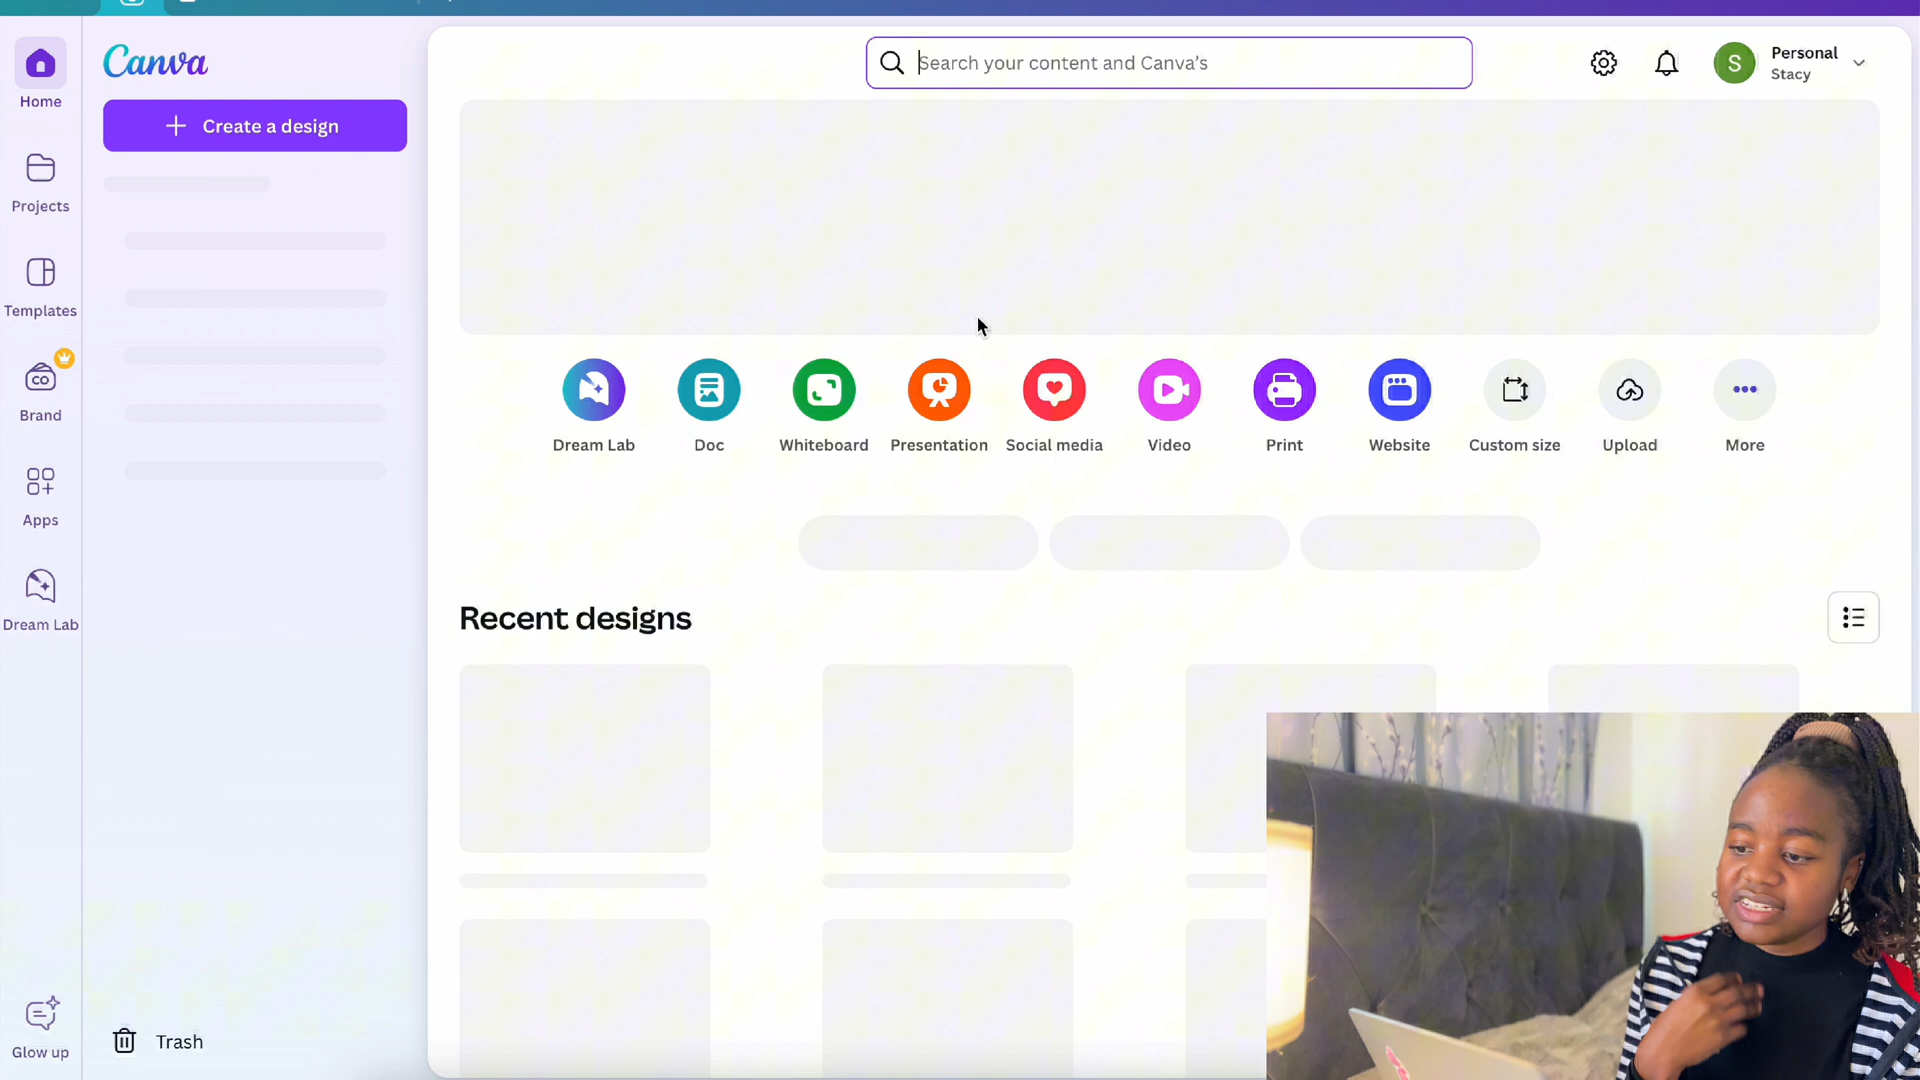 Canva
Search your content and Canva's
S
Personal
Stacy
Home
Create a design
Projects
Templates
CO
Brand
Apps
Dream Lab
Dream Lab
Doc
Whiteboard
Presentation
Social media
Video
Print
Website
Custom size
Upload
More
Recent designs
Glow up
Trash